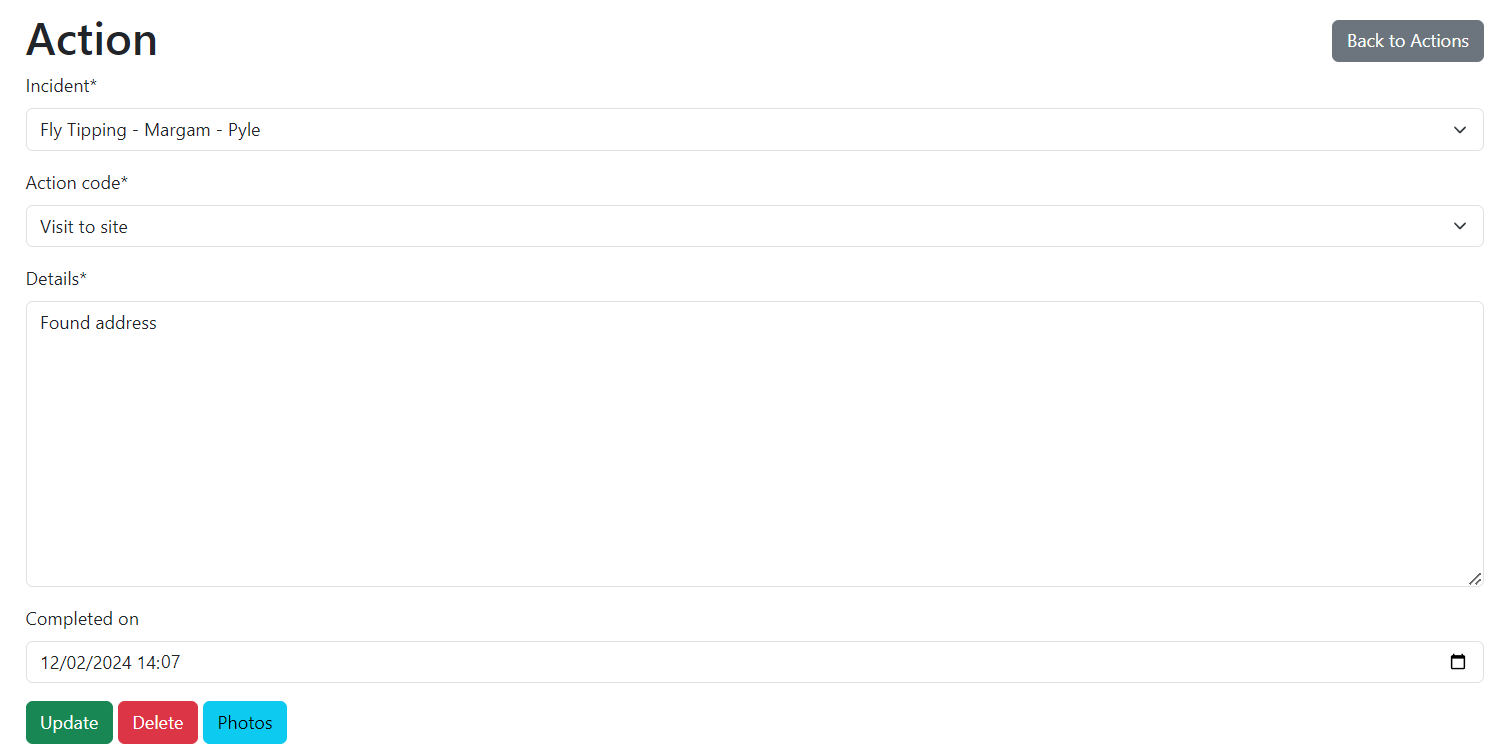 Action
Back to Actions
Incident*
Fly Tipping - Margam - Pyle
Action code*
Visit to site
Details*
Found address
Completed on
12/02/2024 14:07
Update Delete Photos